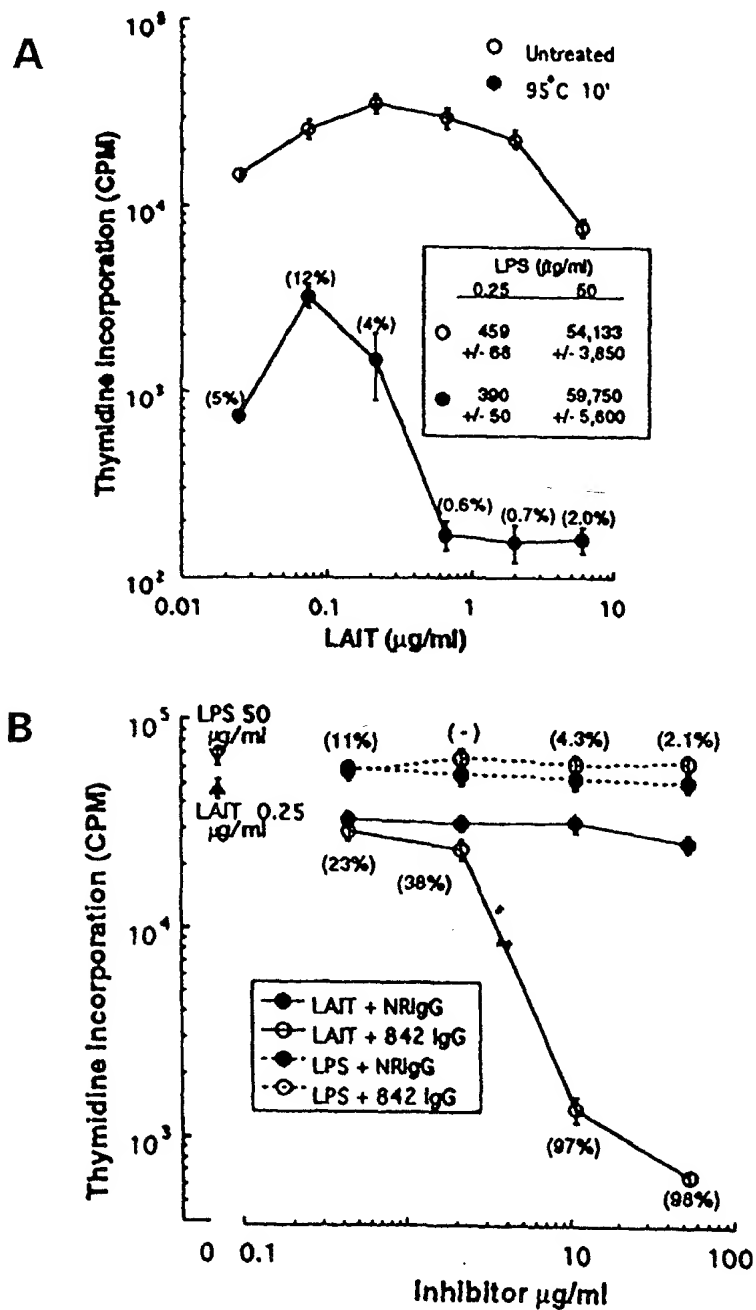 A
10⁵
Untreated
95°C 10'
10⁴
10³
10²
Thymidine Incorporation (CPM)
(5%)
(12%)
(4%)
(0.6%)
(0.7%)
(2.0%)
LPS (µg/ml)
0.25 50
459 54,133
+/- 68 +/- 3,850
390 59,750
+/- 50 +/- 5,600
0.01 0.1 1 10
LAIT (µg/ml)
B
10⁵
LPS 50
µg/ml
LAIT 0.25
µg/ml
(11%)
(-)
(4.3%)
(2.1%)
(23%)
(38%)
10⁴
10³
Thymidine Incorporation (CPM)
LAIT + NRIgG
LAIT + 842 IgG
LPS + NRIgG
LPS + 842 IgG
(97%)
(98%)
0 0.1 10 100
Inhibitor µg/ml